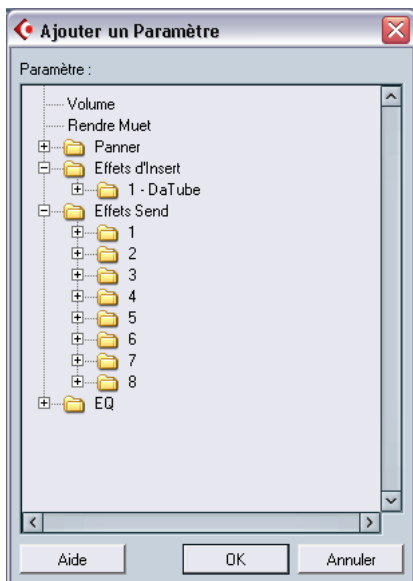 Ajouter un Paramètre
Paramètre :
Volume
Rendre Muet
Panner
Effets d'Insert
1 - DaTube
Effets Send
1
2
3
4
5
6
7
8
EQ
Aide
OK
Annuler